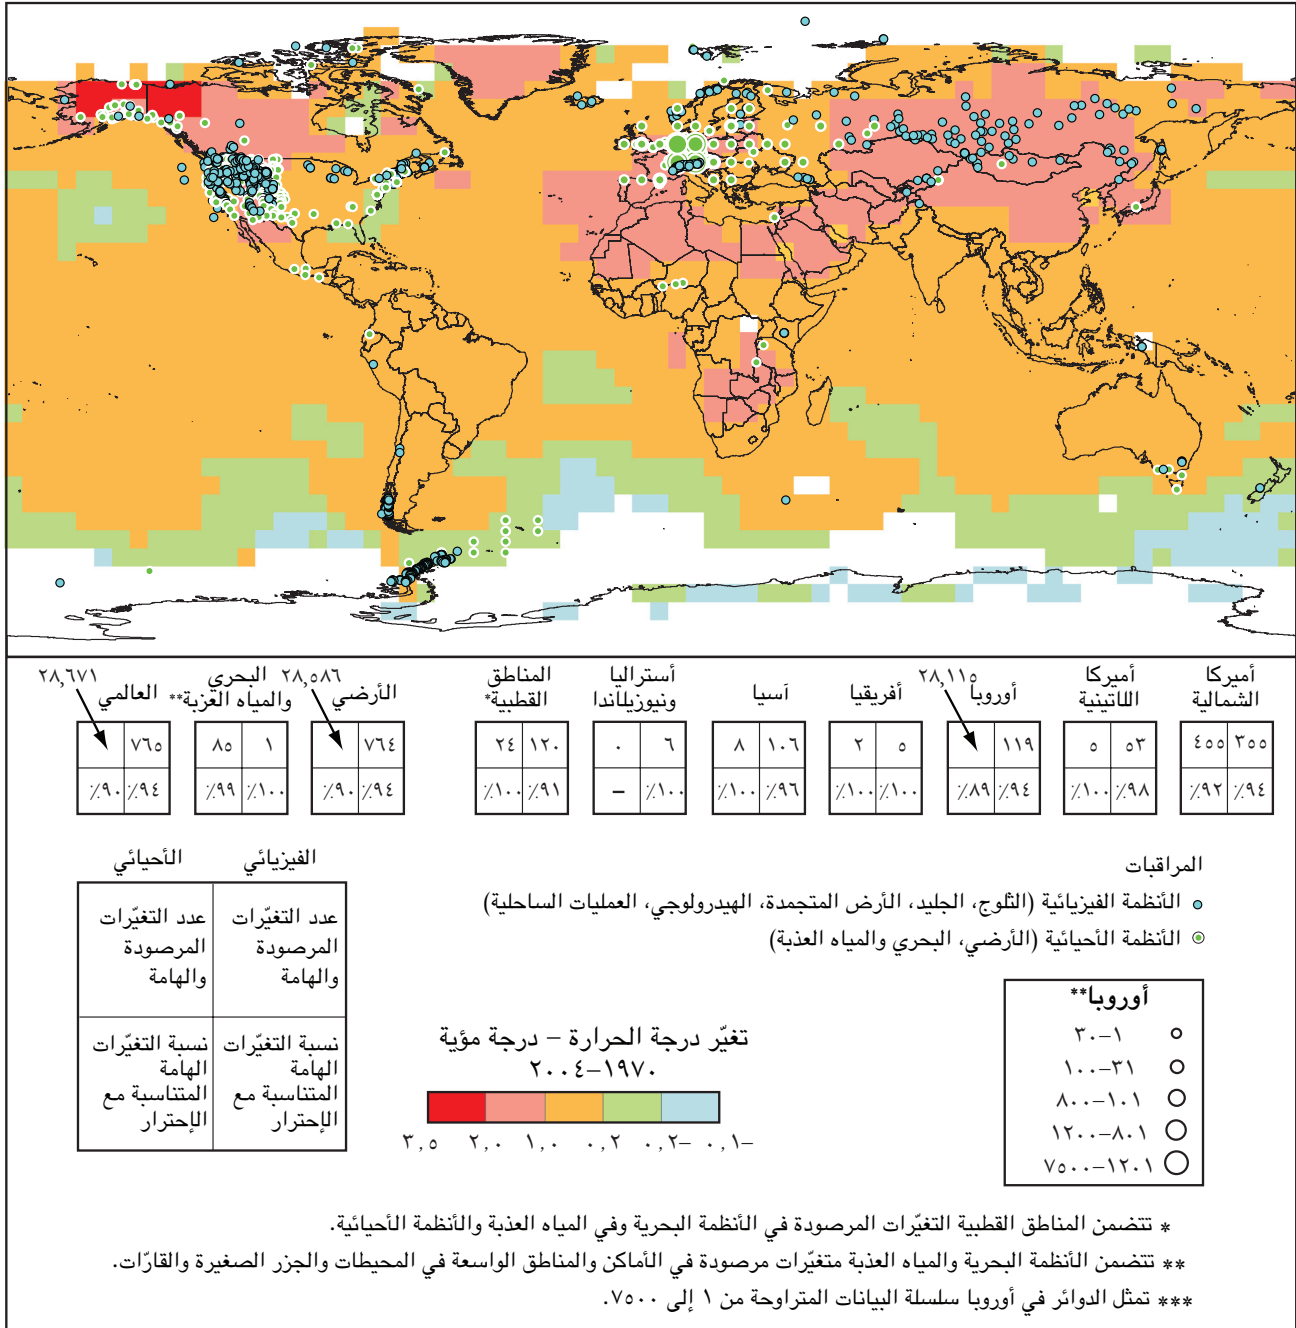 أميركا الشمالية
٣٥٥ ٤٥٥
٪٩٤ ٪٩٢
أميركا اللاتينية
٥٣ ٥
٪٩٨ ٪١٠٠
أوروبا
٢٨,١١٥
١١٩
٪٩٤ ٪٨٩
أفريقيا
٥ ٢
٪١٠٠ ٪١٠٠
آسيا
١٠٦ ٨
٪٩٦ ٪١٠٠
أستراليا ونيوزيلاندا
٦ ٠
٪١٠٠ –
المناطق القطبية*
١٢٠ ٢٤
٪٩١ ٪١٠٠
الأرضي
٢٨,٥٨٦
٧٦٤
٪٩٤ ٪٩٠
البحري والمياه العزبة**
١ ٨٥
٪١٠٠ ٪٩٩
العالمي
٢٨,٦٧١
٧٦٥
٪٩٤ ٪٩٠
المراقبات
الأنظمة الفيزيائية (الثلوج، الجليد، الأرض المتجمدة، الهيدرولوجي، العمليات الساحلية)
الأنظمة الأحيائية (الأرضي، البحري والمياه العذبة)
الفيزيائي الأحيائي
عدد التغيّرات عدد التغيّرات
المرصودة المرصودة
والهامة والهامة
نسبة التغيّرات نسبة التغيّرات
الهامة الهامة
المتناسبة مع المتناسبة مع
الإحترار الإحترار
أوروبا**
١–٣٠
٣١–١٠٠
١٠١–٨٠٠
٨٠١–١٢٠٠
١٢٠١–٧٥٠٠
تغيّر درجة الحرارة – درجة مؤية
١٩٧٠–٢٠٠٤
٣,٥ ٢,٠ ١,٠ ٠,٢ ٠,٢– ٠,١–
* تتضمن المناطق القطبية التغيّرات المرصودة في الأنظمة البحرية وفي المياه العذبة والأنظمة الأحيائية.
** تتضمن الأنظمة البحرية والمياه العذبة متغيّرات مرصودة في الأماكن والمناطق الواسعة في المحيطات والجزر الصغيرة والقارّات.
*** تمثل الدوائر في أوروبا سلسلة البيانات المتراوحة من ١ إلى ٧٥٠٠.